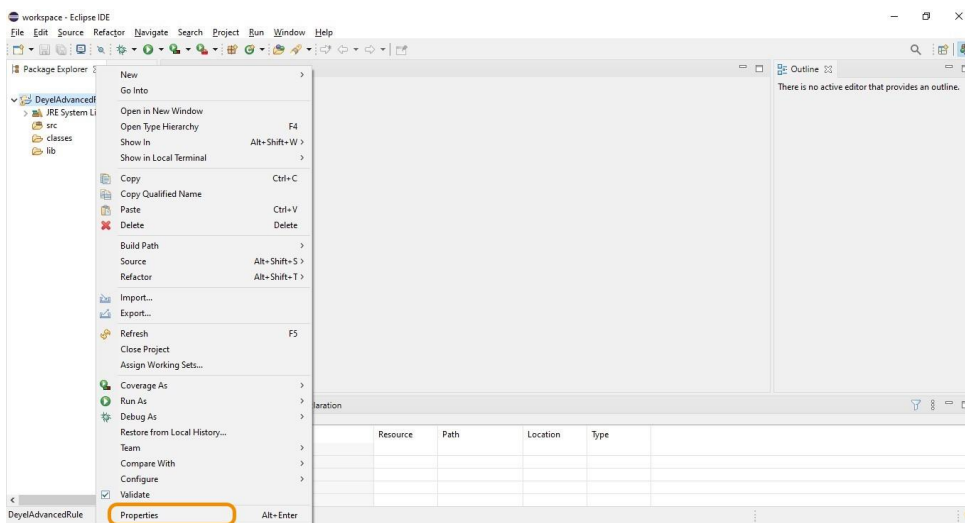 workspace - Eclipse IDE
File Edit Source Refactor Navigate Search Project Run Window Help
Package Explorer
Outline
There is no active editor that provides an outline.
DeyelAdvancedR
JRE System Li
src
classes
lib
New
Go Into
Open in New Window
Open Type Hierarchy F4
Show In Alt+Shift+W >
Show in Local Terminal
Copy Ctrl+C
Copy Qualified Name
Paste Ctrl+V
Delete Delete
Build Path
Source Alt+Shift+S >
Refactor Alt+Shift+T >
Import...
Export...
Refresh F5
Close Project
Assign Working Sets...
Coverage As
Run As
Debug As
Restore from Local History...
Team
Compare With
Configure
Validate
Properties Alt+Enter
laration
Resource Path Location Type
DeyelAdvancedRule